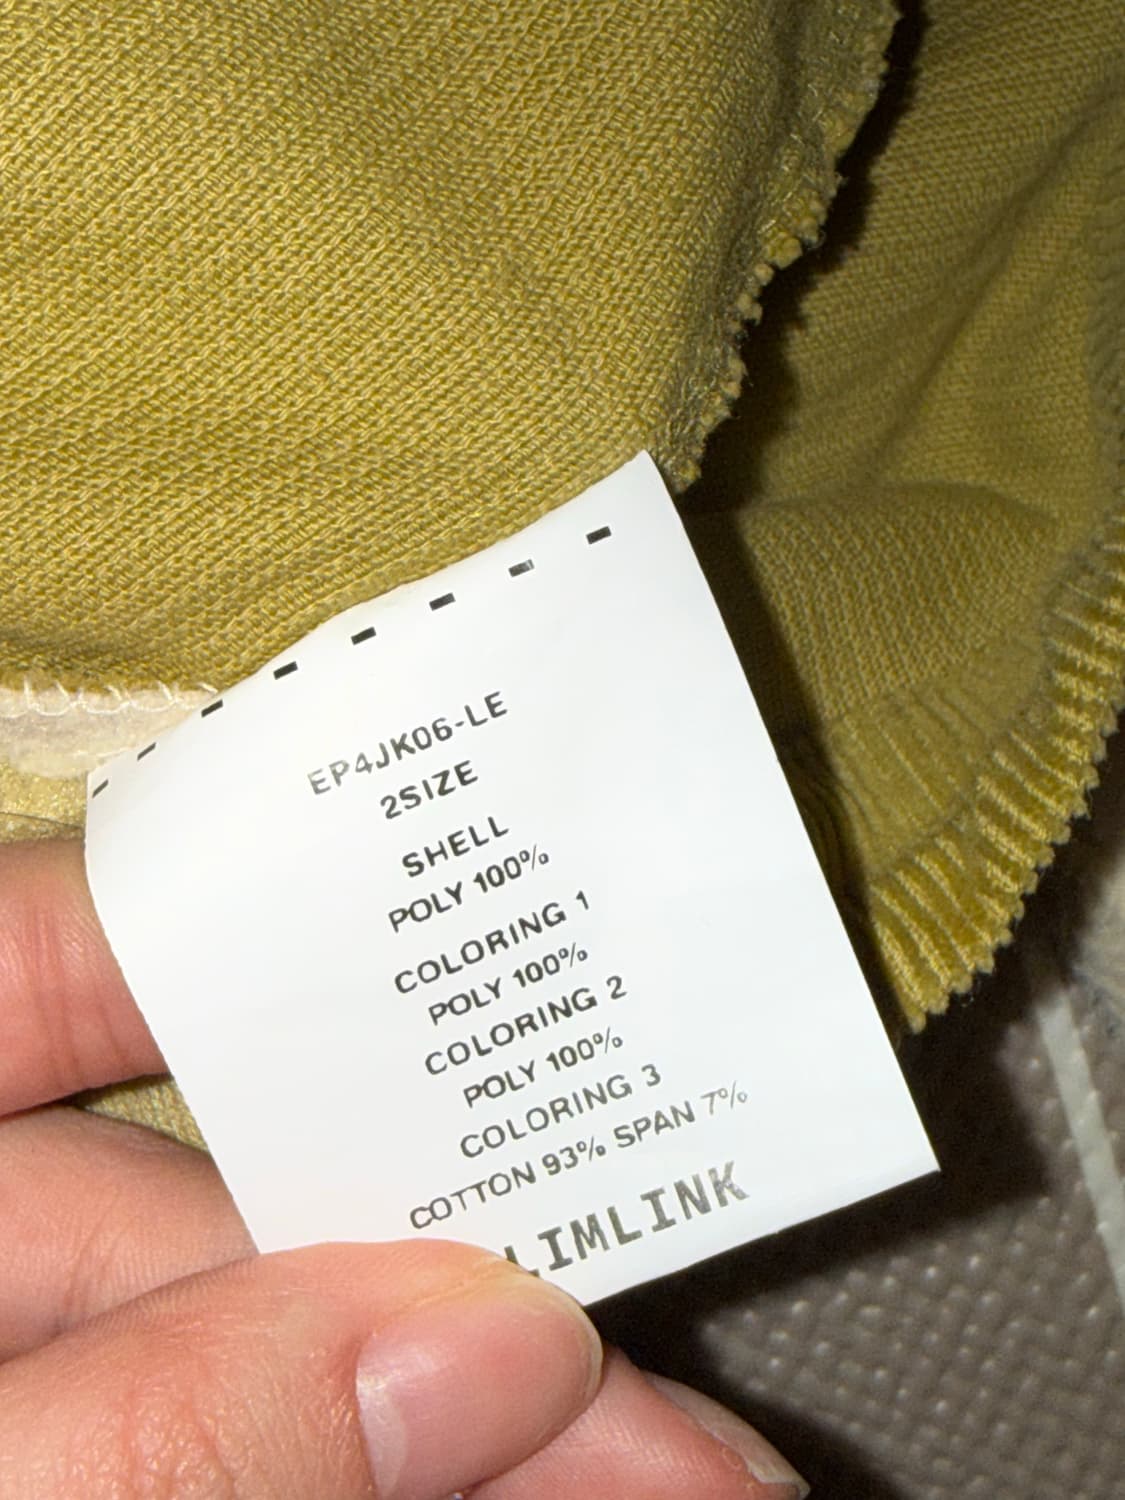 EP4JK06-LE
2SIZE
SHELL
POLY 100%
COLORING 1
POLY 100%
COLORING 2
POLY 100%
COLORING 3
COTTON 93% SPAN 7%
LIMLINK